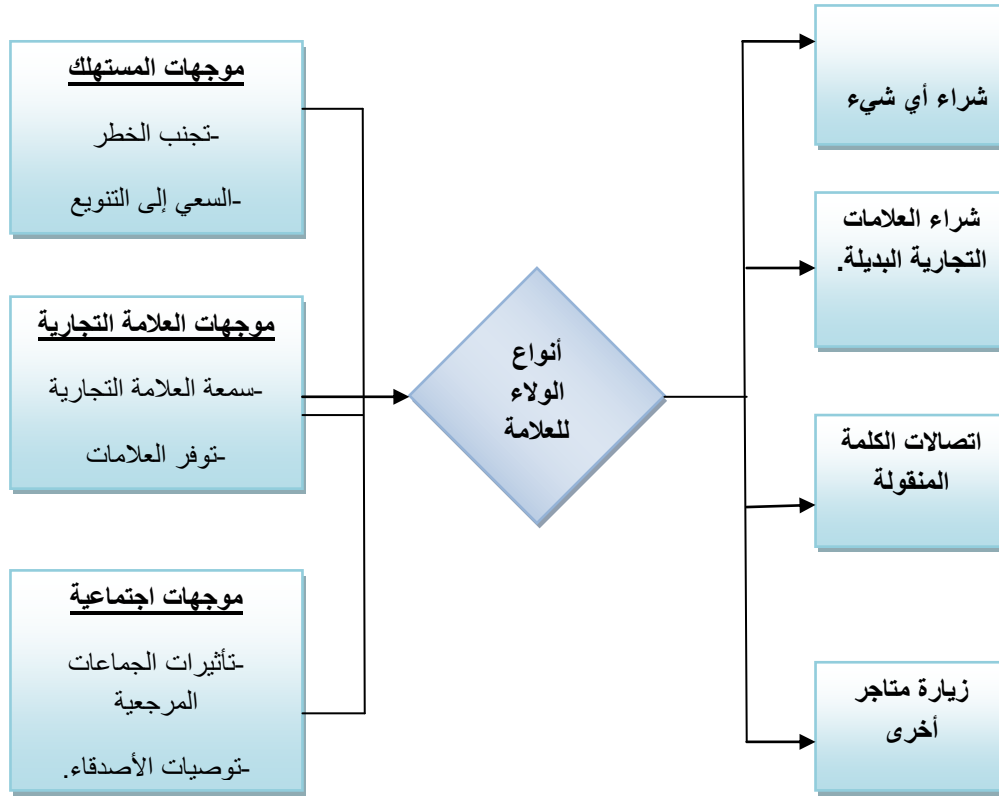 موجهات المستهلك
-تجنب الخطر
-السعي إلى التنويع
موجهات العلامة التجارية
-سمعة العلامة التجارية
-توفر العلامات
موجهات اجتماعية
-تأثيرات الجماعات
المرجعية
-توصيات الأصدقاء.
أنواع
الولاء
للعلامة
شراء أي شيء
شراء العلامات
التجارية البديلة.
اتصالات الكلمة
المنقولة
زيارة متاجر
أخرى